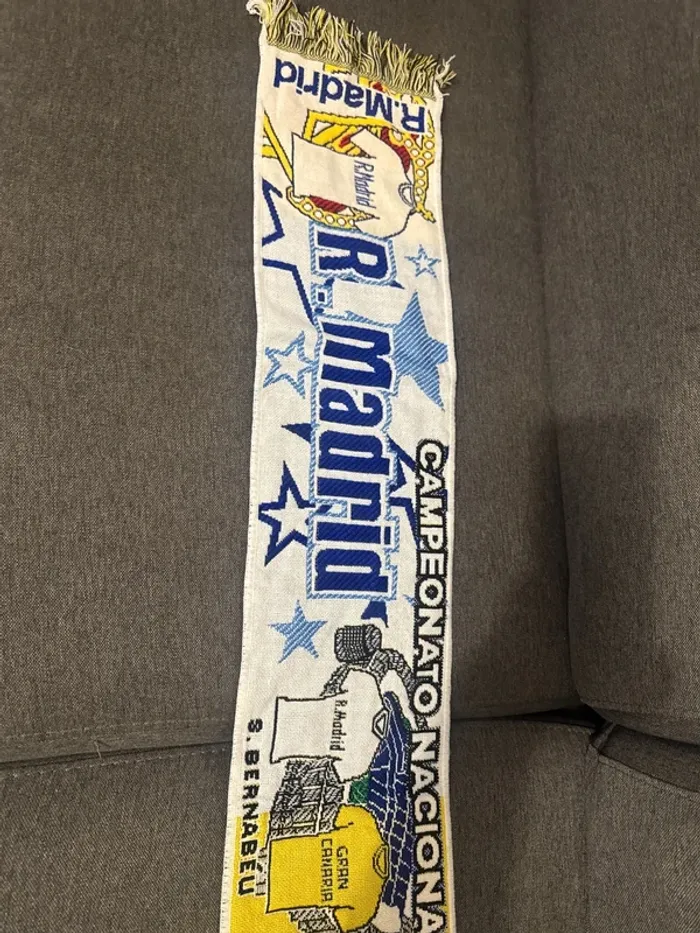 R.Madrid
R.Madrid
R. Madrid
CAMPEONATO NACIONA
R.Madrid
S. BERNABEU
GRAN
CANARIA